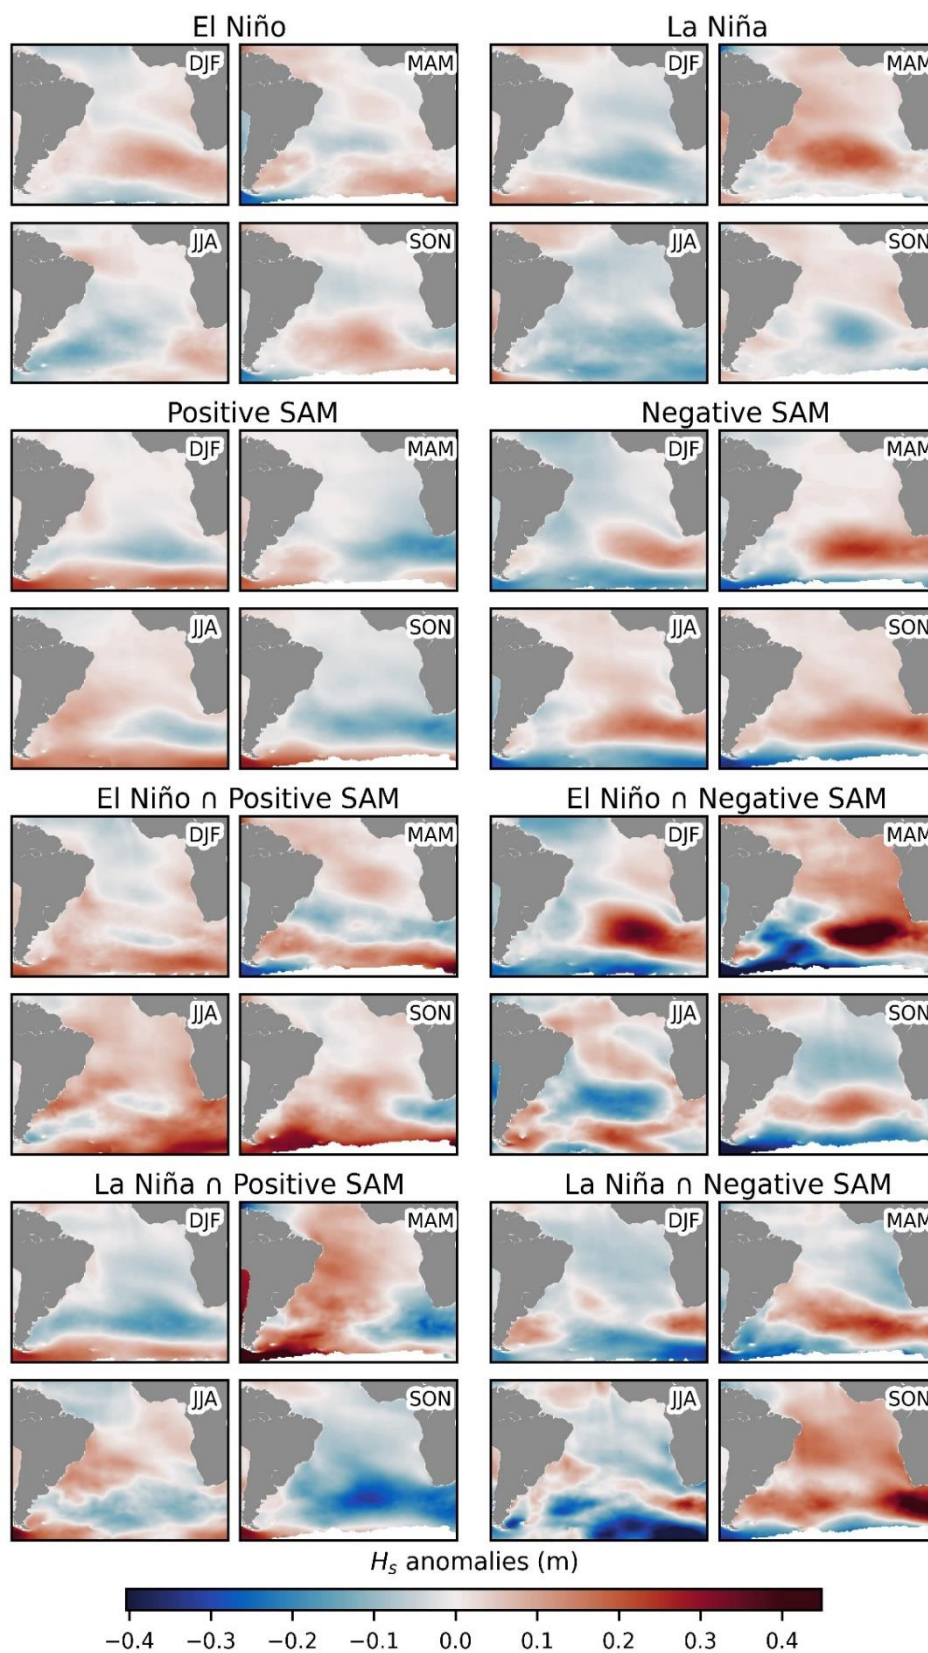 El Niño
La Niña
DJF
MAM
DJF
MAM
JJA
SON
JJA
SON
Positive SAM
Negative SAM
DJF
MAM
DJF
MAM
JJA
SON
JJA
SON
El Niño ∩ Positive SAM
El Niño ∩ Negative SAM
DJF
MAM
DJF
MAM
JJA
SON
JJA
SON
La Niña ∩ Positive SAM
La Niña ∩ Negative SAM
DJF
MAM
DJF
MAM
JJA
SON
JJA
SON
Hs anomalies (m)
−0.4 −0.3 −0.2 −0.1 0.0 0.1 0.2 0.3 0.4